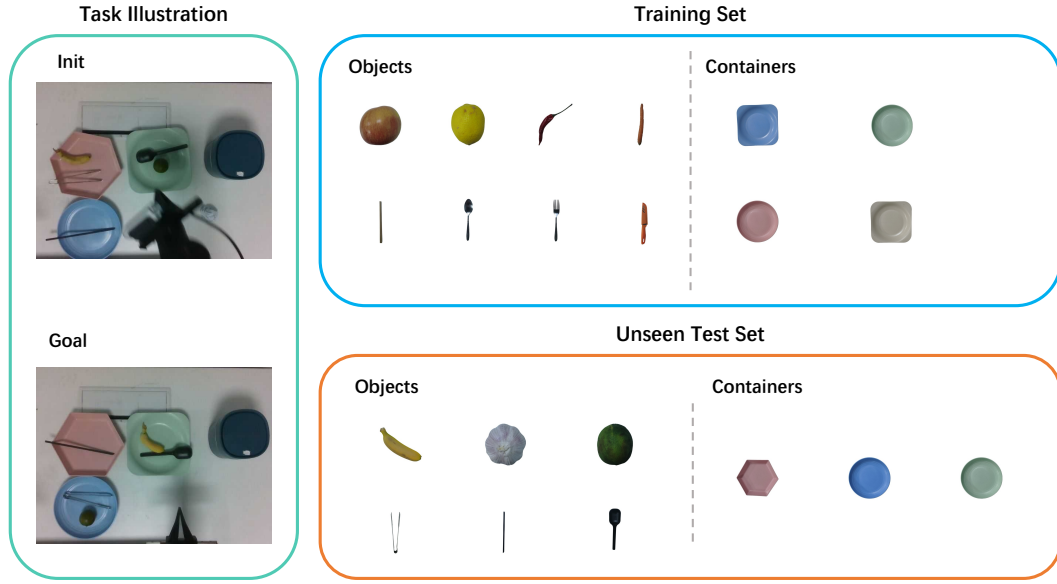 Task Illustration
Init
Goal
Training Set
Objects
Containers
Unseen Test Set
Objects
Containers